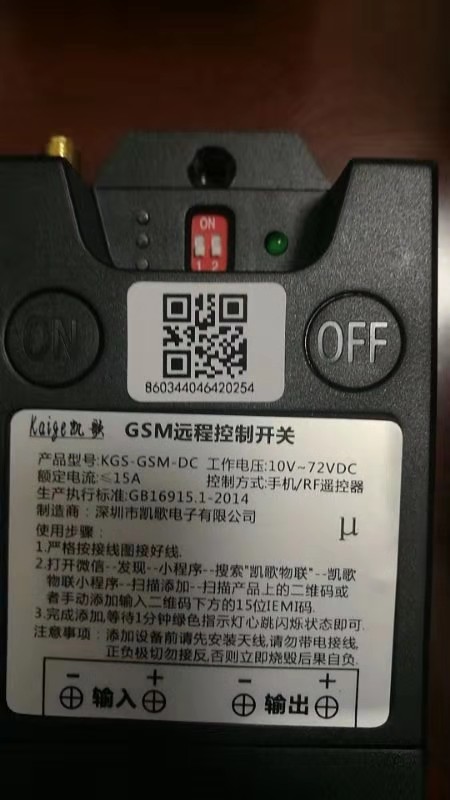 ON
1 2
ON
OFF
860344046420254
Kaige凯歌 GSM远程控制开关
产品型号:KGS-GSM-DC 工作电压:10V~72VDC
额定电流:≤15A 控制方式:手机/RF遥控器
生产执行标准:GB16915.1-2014
制造商：深圳市凯歌电子有限公司
μ
使用步骤：
1.严格按接线图接好线.
2.打开微信--发现--小程序--搜索"凯歌物联"--凯歌
物联小程序--扫描添加--扫描产品上的二维码或
者手动添加输入二维码下方的15位IEMI码.
3.完成添加,等待1分钟绿色指示灯心跳闪烁状态即可.
注意事项：添加设备前请先安装天线,请勿带电接线,
正负极切勿接反,否则立即烧毁后果自负.
- + - +
输入 输出